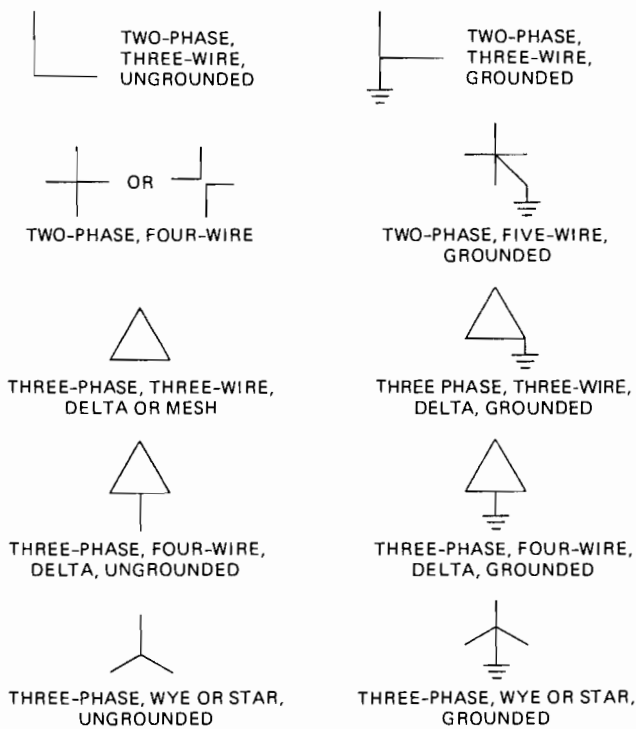 TWO-PHASE,
THREE-WIRE,
UNGROUNDED
TWO-PHASE,
THREE-WIRE,
GROUNDED
OR
TWO-PHASE, FOUR-WIRE
TWO-PHASE, FIVE-WIRE,
GROUNDED
THREE-PHASE, THREE-WIRE,
DELTA OR MESH
THREE PHASE, THREE-WIRE,
DELTA, GROUNDED
THREE-PHASE, FOUR-WIRE,
DELTA, UNGROUNDED
THREE-PHASE, FOUR-WIRE,
DELTA, GROUNDED
THREE-PHASE, WYE OR STAR,
UNGROUNDED
THREE-PHASE, WYE OR STAR,
GROUNDED